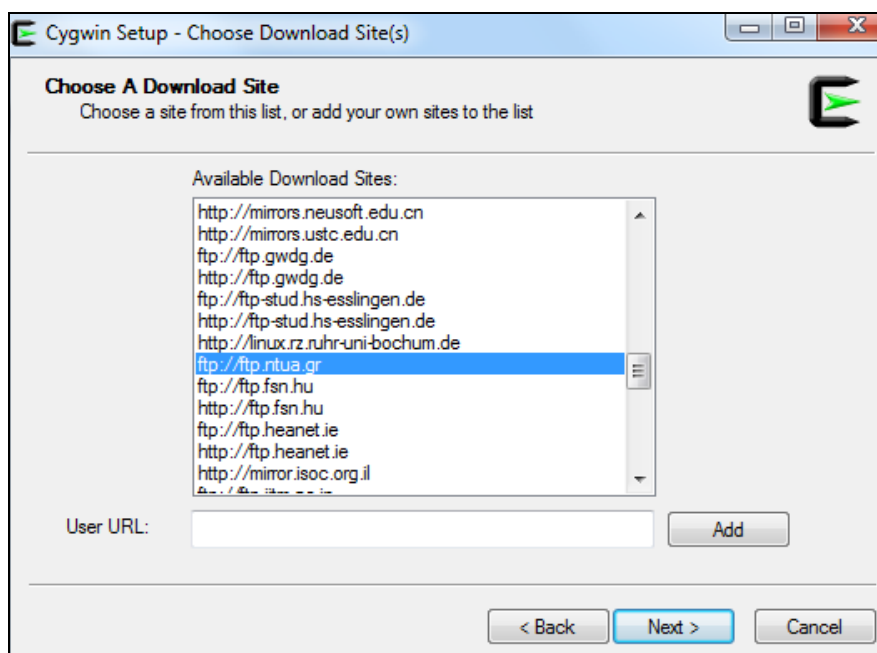 Cygwin Setup - Choose Download Site(s)
Choose A Download Site
Choose a site from this list, or add your own sites to the list
Available Download Sites:
http://mirrors.neusoft.edu.cn
http://mirrors.ustc.edu.cn
ftp://ftp.gwdg.de
http://ftp.gwdg.de
ftp://ftp-stud.hs-esslingen.de
http://ftp-stud.hs-esslingen.de
http://linux.rz.ruhr-uni-bochum.de
ftp://ftp.ntua.gr
ftp://ftp.fsn.hu
http://ftp.fsn.hu
ftp://ftp.heanet.ie
http://ftp.heanet.ie
http://mirror.isoc.org.il
User URL:
Add
< Back
Next >
Cancel